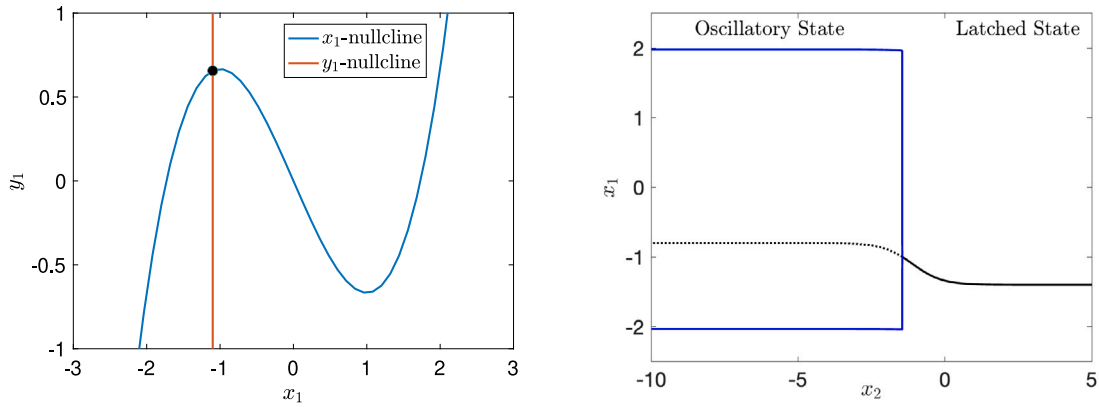 1
0.5
0
-0.5
-1
y₁
-3
-2
-1
0
1
2
3
x₁
x₁-nullcline
y₁-nullcline
Oscillatory State
Latched State
2
1
0
-1
-2
x₁
-10
-5
0
5
x₂